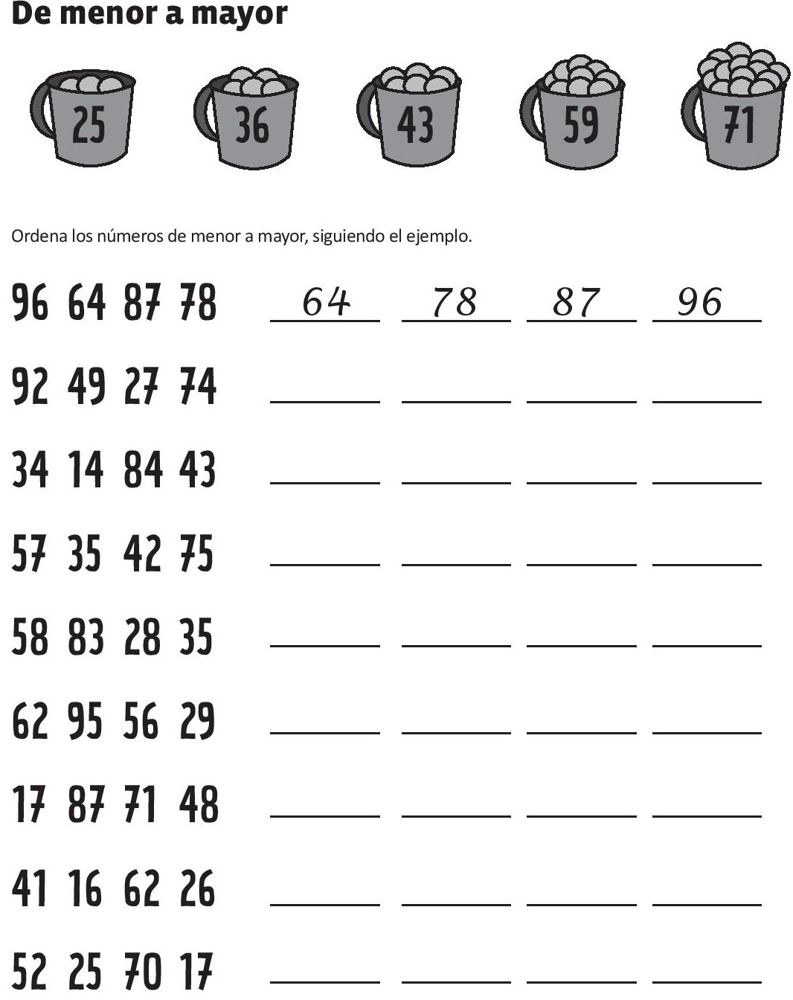 De menor a mayor
25 36 43 59 71
Ordena los números de menor a mayor, siguiendo el ejemplo.
96 64 87 78 64 78 87 96
92 49 27 74
34 14 84 43
57 35 42 75
58 83 28 35
62 95 56 29
17 87 71 48
41 16 62 26
52 25 70 17